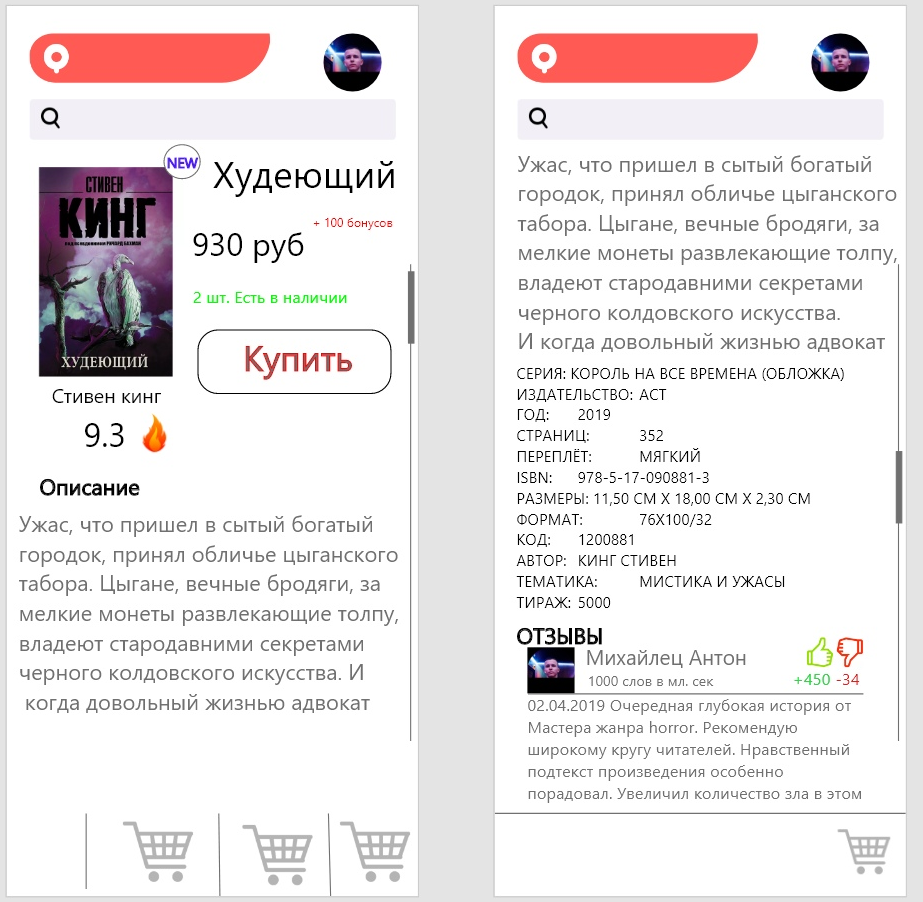 NEW
Худеющий
СТИВЕН
КИНГ
ХУДЕЮЩИЙ
+ 100 бонусов
930 руб
2 шт. Есть в наличии
Купить
Стивен кинг
9.3
Описание
Ужас, что пришел в сытый богатый
городок, принял обличье цыганского
табора. Цыгане, вечные бродяги, за
мелкие монеты развлекающие толпу,
владеют стародавними секретами
черного колдовского искусства. И
когда довольный жизнью адвокат
Ужас, что пришел в сытый богатый
городок, принял обличье цыганского
табора. Цыгане, вечные бродяги, за
мелкие монеты развлекающие толпу,
владеют стародавними секретами
черного колдовского искусства.
И когда довольный жизнью адвокат
СЕРИЯ: КОРОЛЬ НА ВСЕ ВРЕМЕНА (ОБЛОЖКА)
ИЗДАТЕЛЬСТВО: АСТ
ГОД: 2019
СТРАНИЦ: 352
ПЕРЕПЛЁТ: МЯГКИЙ
ISBN: 978-5-17-090881-3
РАЗМЕРЫ: 11,50 СМ Х 18,00 СМ Х 2,30 СМ
ФОРМАТ: 76Х100/32
КОД: 1200881
АВТОР: КИНГ СТИВЕН
ТЕМАТИКА: МИСТИКА И УЖАСЫ
ТИРАЖ: 5000
ОТЗЫВЫ
Михайлец Антон
1000 слов в мл. сек
+450 -34
02.04.2019 Очередная глубокая история от
Мастера жанра horror. Рекомендую
широкому кругу читателей. Нравственный
подтекст произведения особенно
порадовал. Увеличил количество зла в этом